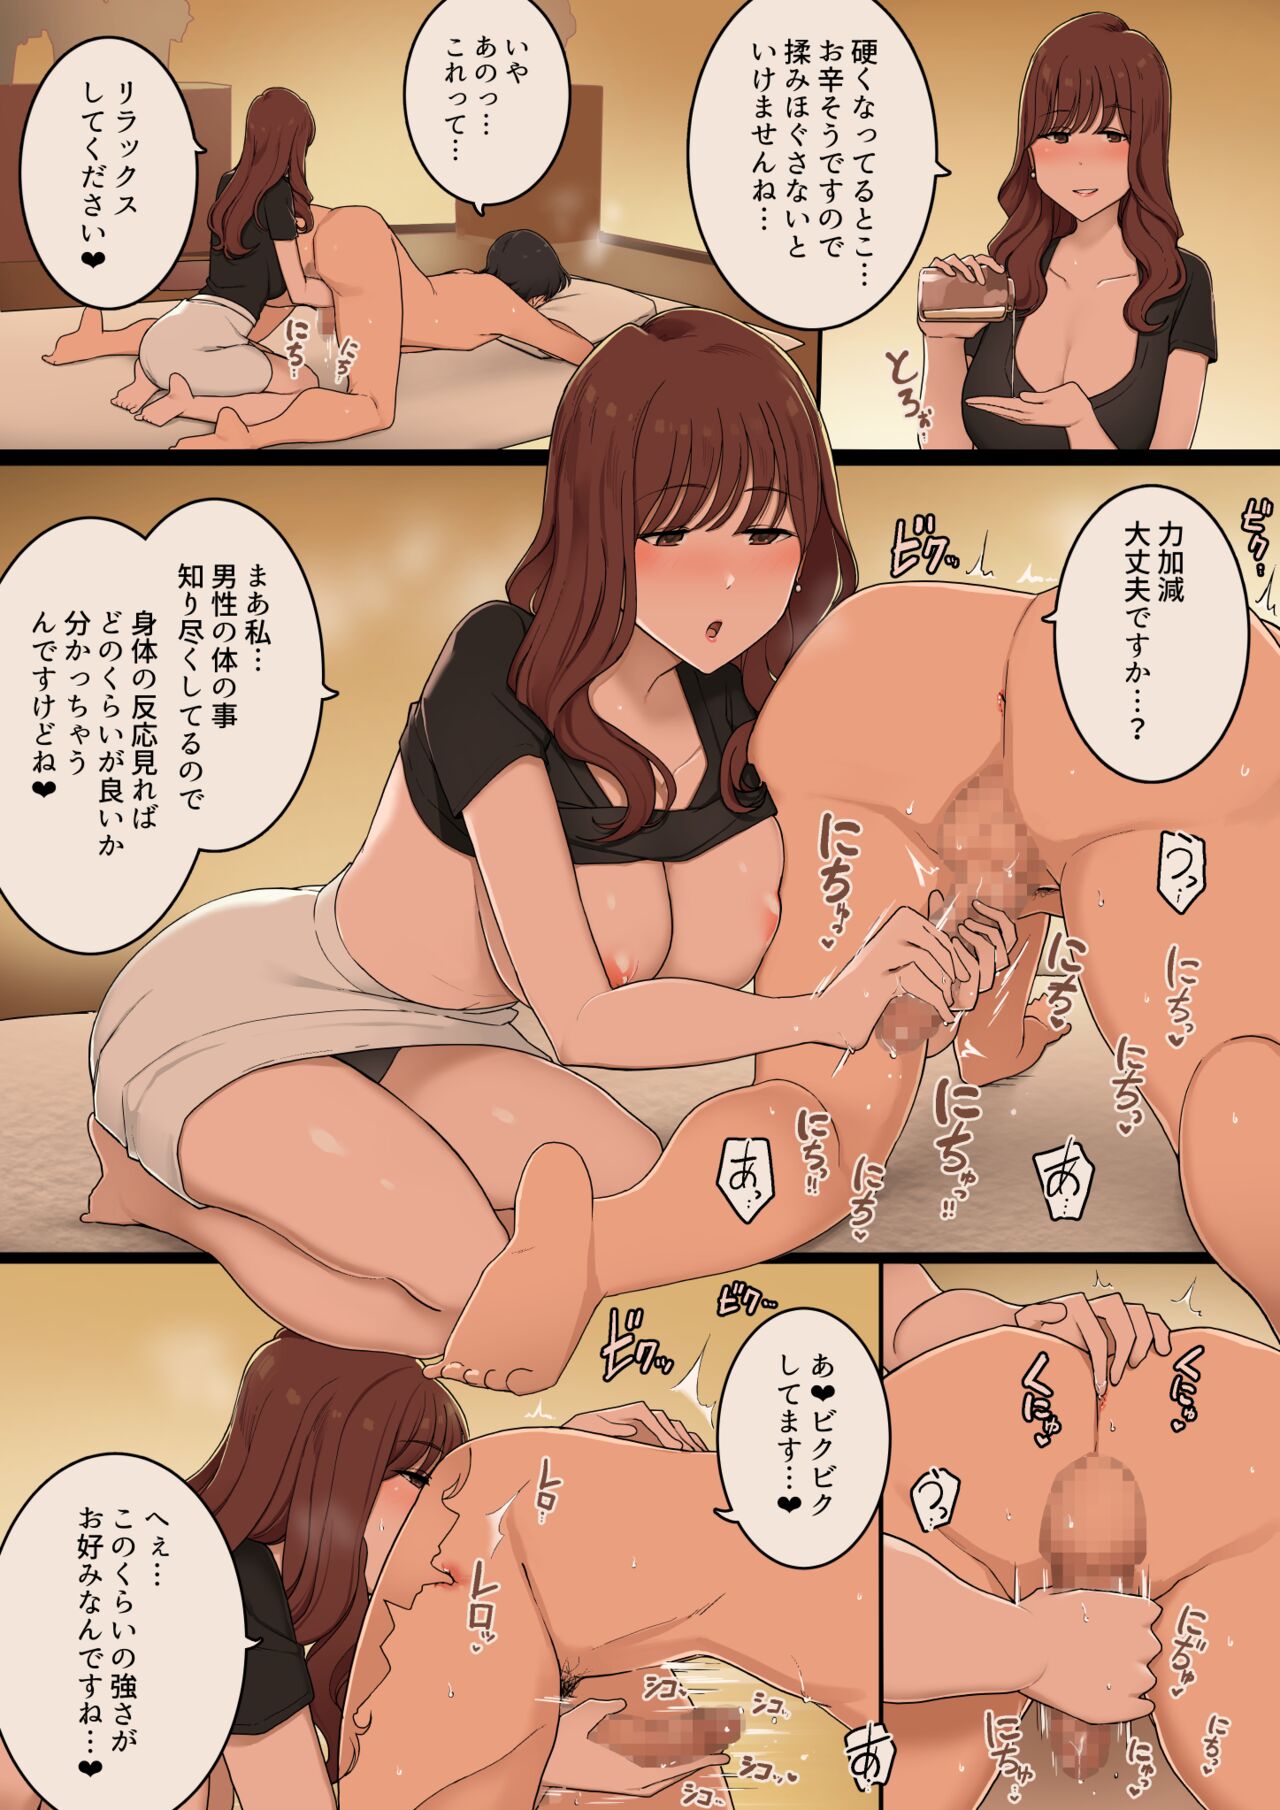 硬くなってるとこ…
お辛そうですので
揉みほぐさないと
いけませんね…
とろぉ…
いや
あのっ…
これって…
リラックス
してください❤
にち…
にち…
力加減
大丈夫ですか…？
ビク…
ビクッ…
まあ私…
男性の体の事
知り尽くしてるので
身体の反応見れば
どのくらいが良いか
分かっちゃう
んですけどね❤
うっ…
にちゅっ
にちっ
にちっ
にちっ
にちゅっ!!
にちっ!!
にち
あ…
あっ…
くにゅ
くにゅ
うっ
にぢゅっ
にちゅっ
にちゅ
にちっ
ビク…
ビクッ
あ❤ビクビク
してます…❤
レロ…
レロッ
へぇ…
このくらいの強さが
お好みなんですね…❤
シコッ
シコッ
シコッ
シコッ
あっ…